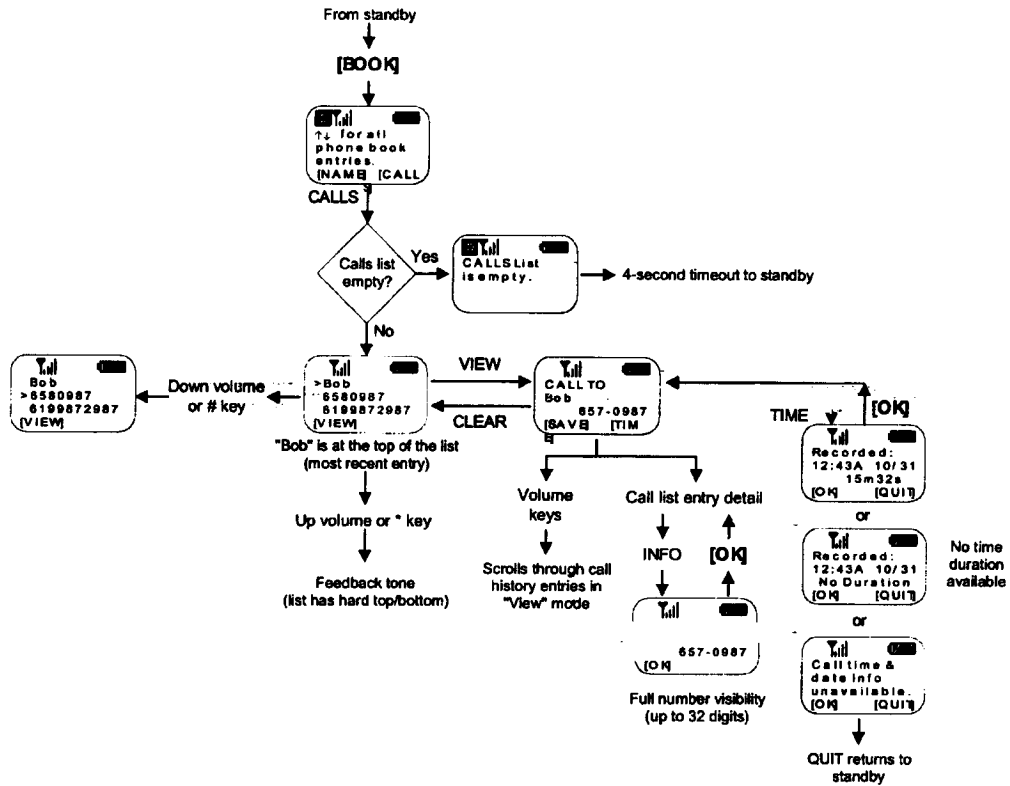 From standby
[BOOK]
↑↓ for all
phone book
entries.
[NAME] [CALL
S]
CALLS
Calls list
empty?
Yes
CALLS List
is empty.
4-second timeout to standby
No
Bob
>6580987
6199872987
[VIEW]
Down volume
or # key
>Bob
6580987
6199872987
[VIEW]
"Bob" is at the top of the list
(most recent entry)
Up volume or * key
Feedback tone
(list has hard top/bottom)
VIEW
CLEAR
CALL TO
Bob
657-0987
[SAVE] [TIM
E]
Volume
keys
Scrolls through call
history entries in
"View" mode
Call list entry detail
INFO
[OK]
657-0987
[OK]
Full number visibility
(up to 32 digits)
TIME
[OK]
Recorded:
12:43A 10/31
15m32s
[OK] [QUIT]
or
Recorded:
12:43A 10/31
No Duration
[OK] [QUIT]
No time
duration
available
or
Call time &
date info
unavailable.
[OK] [QUIT]
QUIT returns to
standby